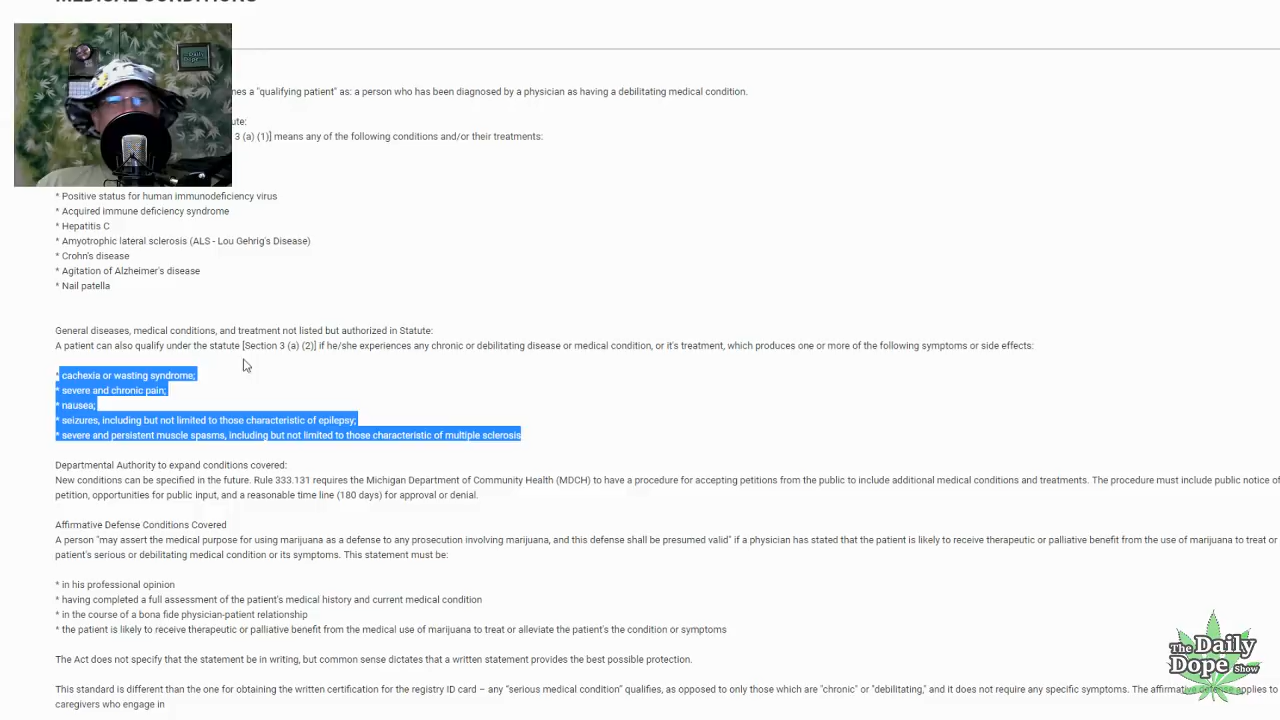 MEDICAL CONDITIONS
The Daily Dope
nes a "qualifying patient" as: a person who has been diagnosed by a physician as having a debilitating medical condition.
ute:
3 (a) (1)] means any of the following conditions and/or their treatments:
* Positive status for human immunodeficiency virus
* Acquired immune deficiency syndrome
* Hepatitis C
* Amyotrophic lateral sclerosis (ALS - Lou Gehrig's Disease)
* Crohn's disease
* Agitation of Alzheimer's disease
* Nail patella
General diseases, medical conditions, and treatment not listed but authorized in Statute:
A patient can also qualify under the statute [Section 3 (a) (2)] if he/she experiences any chronic or debilitating disease or medical condition, or it's treatment, which produces one or more of the following symptoms or side effects:
* cachexia or wasting syndrome;
* severe and chronic pain;
* nausea;
* seizures, including but not limited to those characteristic of epilepsy;
* severe and persistent muscle spasms, including but not limited to those characteristic of multiple sclerosis
Departmental Authority to expand conditions covered:
New conditions can be specified in the future. Rule 333.131 requires the Michigan Department of Community Health (MDCH) to have a procedure for accepting petitions from the public to include additional medical conditions and treatments. The procedure must include public notice of
petition, opportunities for public input, and a reasonable time line (180 days) for approval or denial.
Affirmative Defense Conditions Covered
A person "may assert the medical purpose for using marijuana as a defense to any prosecution involving marijuana, and this defense shall be presumed valid" if a physician has stated that the patient is likely to receive therapeutic or palliative benefit from the use of marijuana to treat or
patient's serious or debilitating medical condition or its symptoms. This statement must be:
* in his professional opinion
* having completed a full assessment of the patient's medical history and current medical condition
* in the course of a bona fide physician-patient relationship
* the patient is likely to receive therapeutic or palliative benefit from the medical use of marijuana to treat or alleviate the patient's the condition or symptoms
The Act does not specify that the statement be in writing, but common sense dictates that a written statement provides the best possible protection.
This standard is different than the one for obtaining the written certification for the registry ID card – any "serious medical condition" qualifies, as opposed to only those which are "chronic" or "debilitating," and it does not require any specific symptoms. The affirmative defense applies to
caregivers who engage in
The Daily
Dope Show